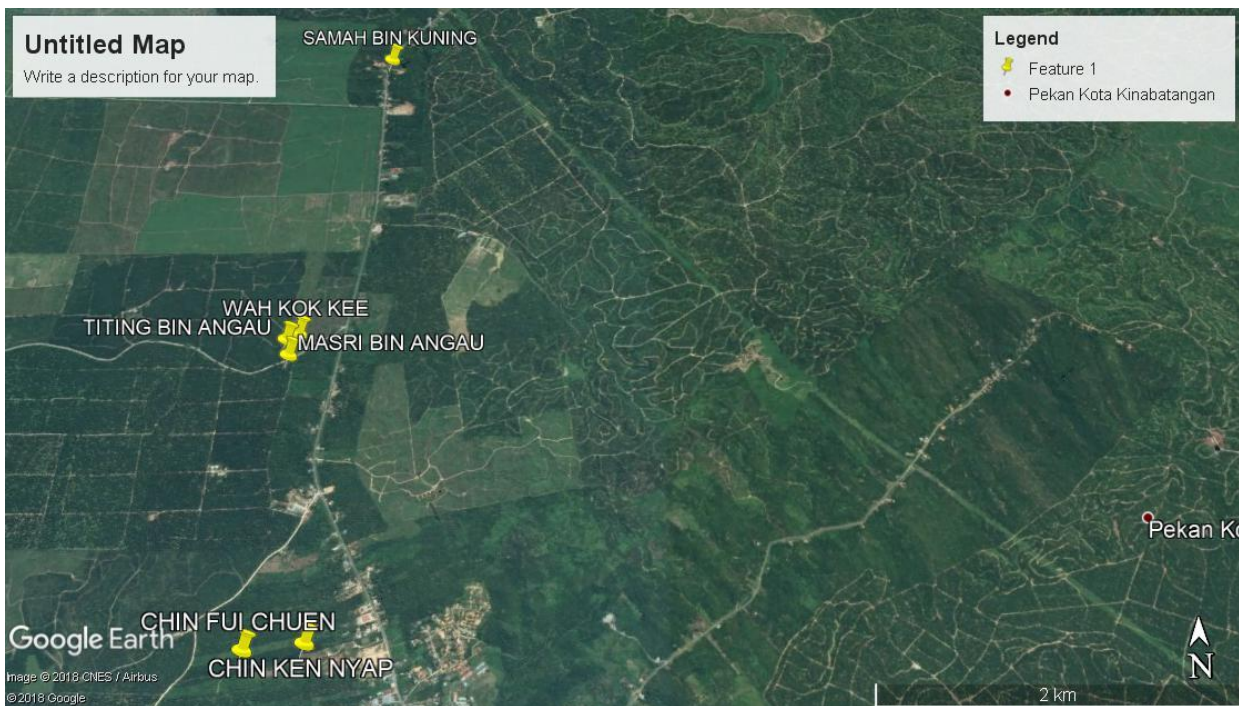 Untitled Map
Write a description for your map.
SAMAH BIN KUNING
Legend
Feature 1
Pekan Kota Kinabatangan
WAH KOK KEE
TITING BIN ANGAU
MASRI BIN ANGAU
Pekan Ko
CHIN FUI CHUEN
CHIN KEN NYAP
Google Earth
Image © 2018 CNES / Airbus
© 2018 Google
N
2 km